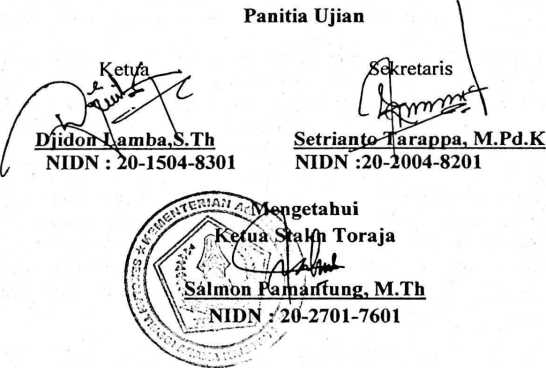 Panitia Ujian
Ketua
Sekretaris
Djidon Lamba,S.Th
Setrianto Tarappa, M.Pd.K
NIDN : 20-1504-8301
NIDN :20-2004-8201
Mengetahui
Ketua Stakn Toraja
Salmon Pamantung, M.Th
NIDN : 20-2701-7601
KEMENTERIAN